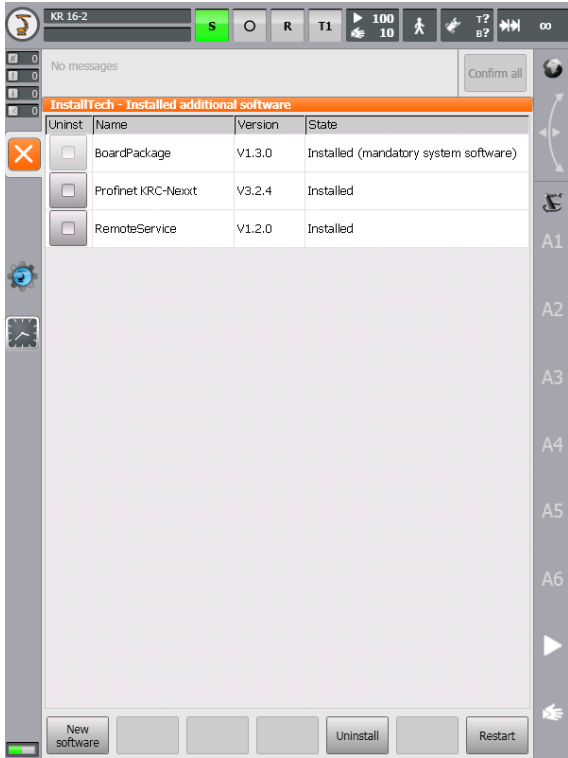 KR 16-2
S O R T1 100 10 T? B? ∞
0
0
0
0
No messages
Confirm all
InstallTech - Installed additional software
Uninst Name Version State
BoardPackage V1.3.0 Installed (mandatory system software)
Profinet KRC-Nexxt V3.2.4 Installed
RemoteService V1.2.0 Installed
A1
A2
A3
A4
A5
A6
New
software
Uninstall
Restart